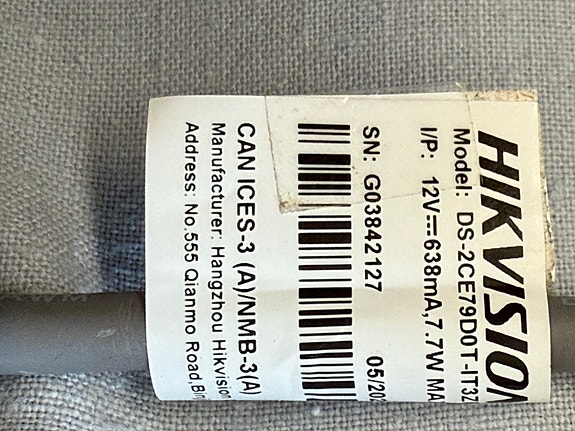 HIKVISION
Model: DS-2CE79D0T-IT3Z
I/P: 12V⎓638mA,7.7W MA
SN: G03842127 05/20
CAN ICES-3 (A)/NMB-3(A)
Manufacturer: Hangzhou Hikvision
Address: No.555 Qianmo Road,Bin